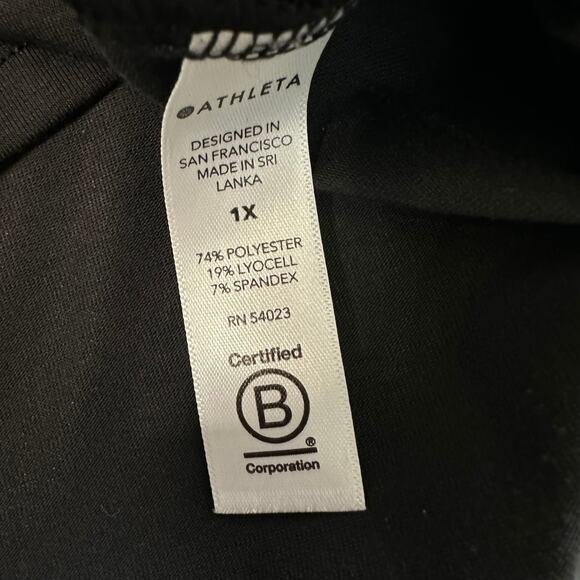 ATHLETA
DESIGNED IN
SAN FRANCISCO
MADE IN SRI
LANKA
1X
74% POLYESTER
19% LYOCELL
7% SPANDEX
RN 54023
Certified
B
®
Corporation